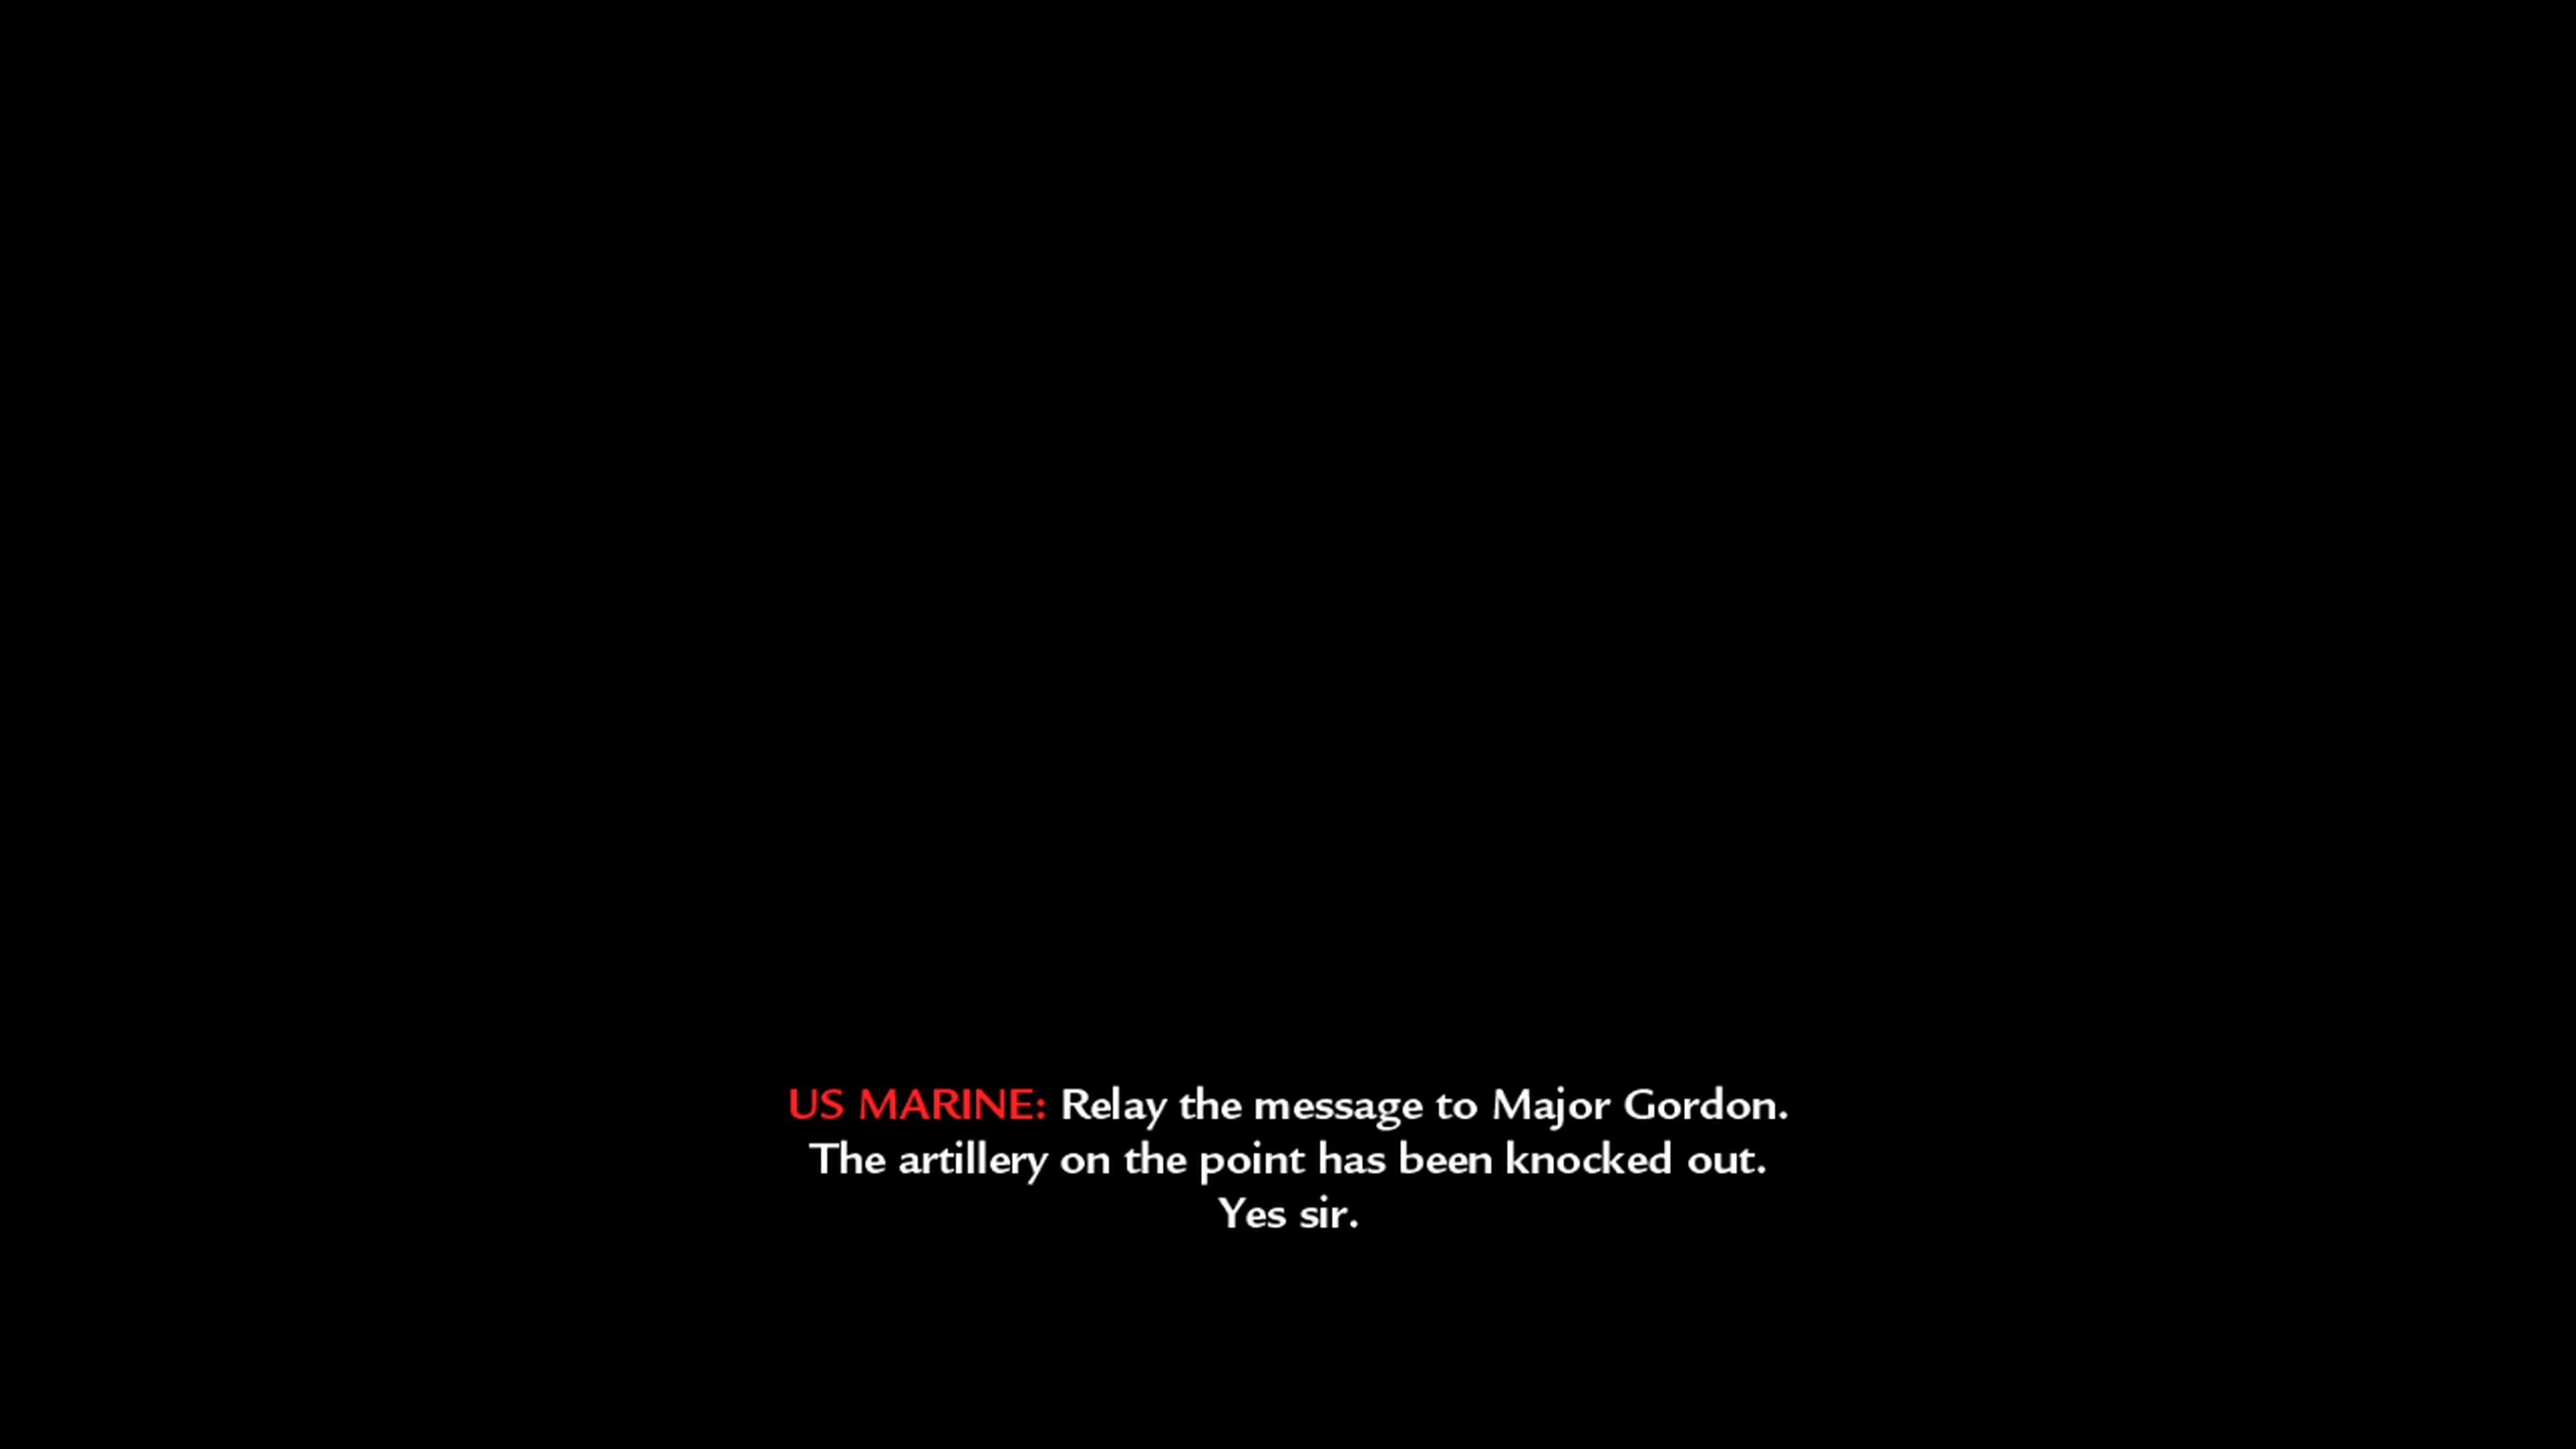 US MARINE: Relay the message to Major Gordon.
The artillery on the point has been knocked out.
Yes sir.